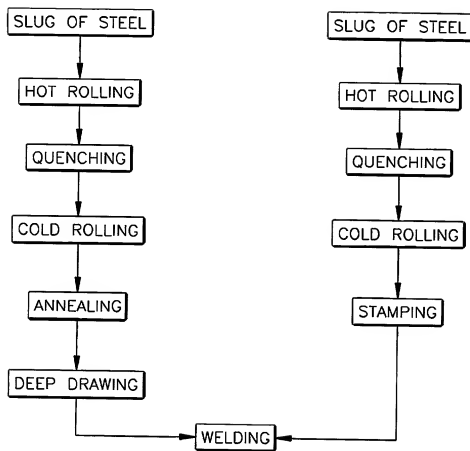 SLUG OF STEEL
HOT ROLLING
QUENCHING
COLD ROLLING
ANNEALING
DEEP DRAWING
SLUG OF STEEL
HOT ROLLING
QUENCHING
COLD ROLLING
STAMPING
WELDING